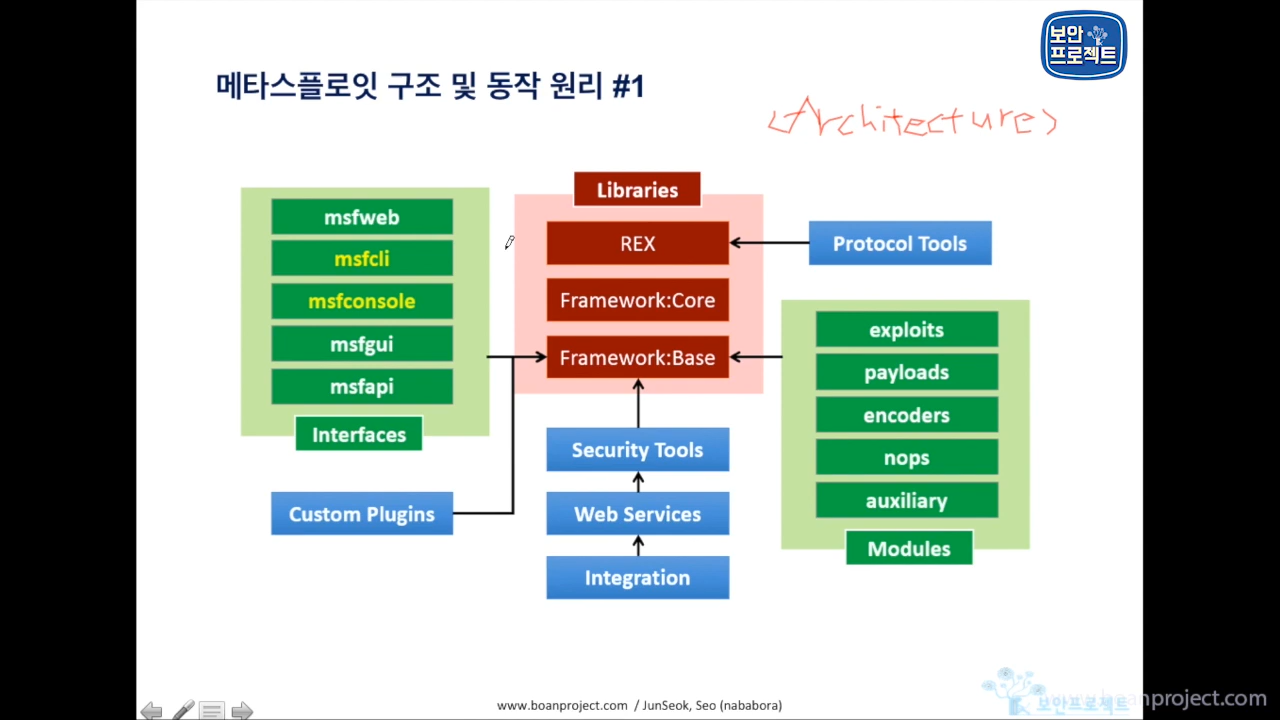 보안
프로젝트
메타스플로잇 구조 및 동작 원리 #1
<Architecture>
Libraries
msfweb
msfcli
msfconsole
msfgui
msfapi
Interfaces
REX
Framework:Core
Framework:Base
Protocol Tools
exploits
payloads
encoders
nops
auxiliary
Modules
Security Tools
Web Services
Integration
Custom Plugins
www.boanproject.com / JunSeok, Seo (nababora)
보안프로젝트
www.boanproject.com